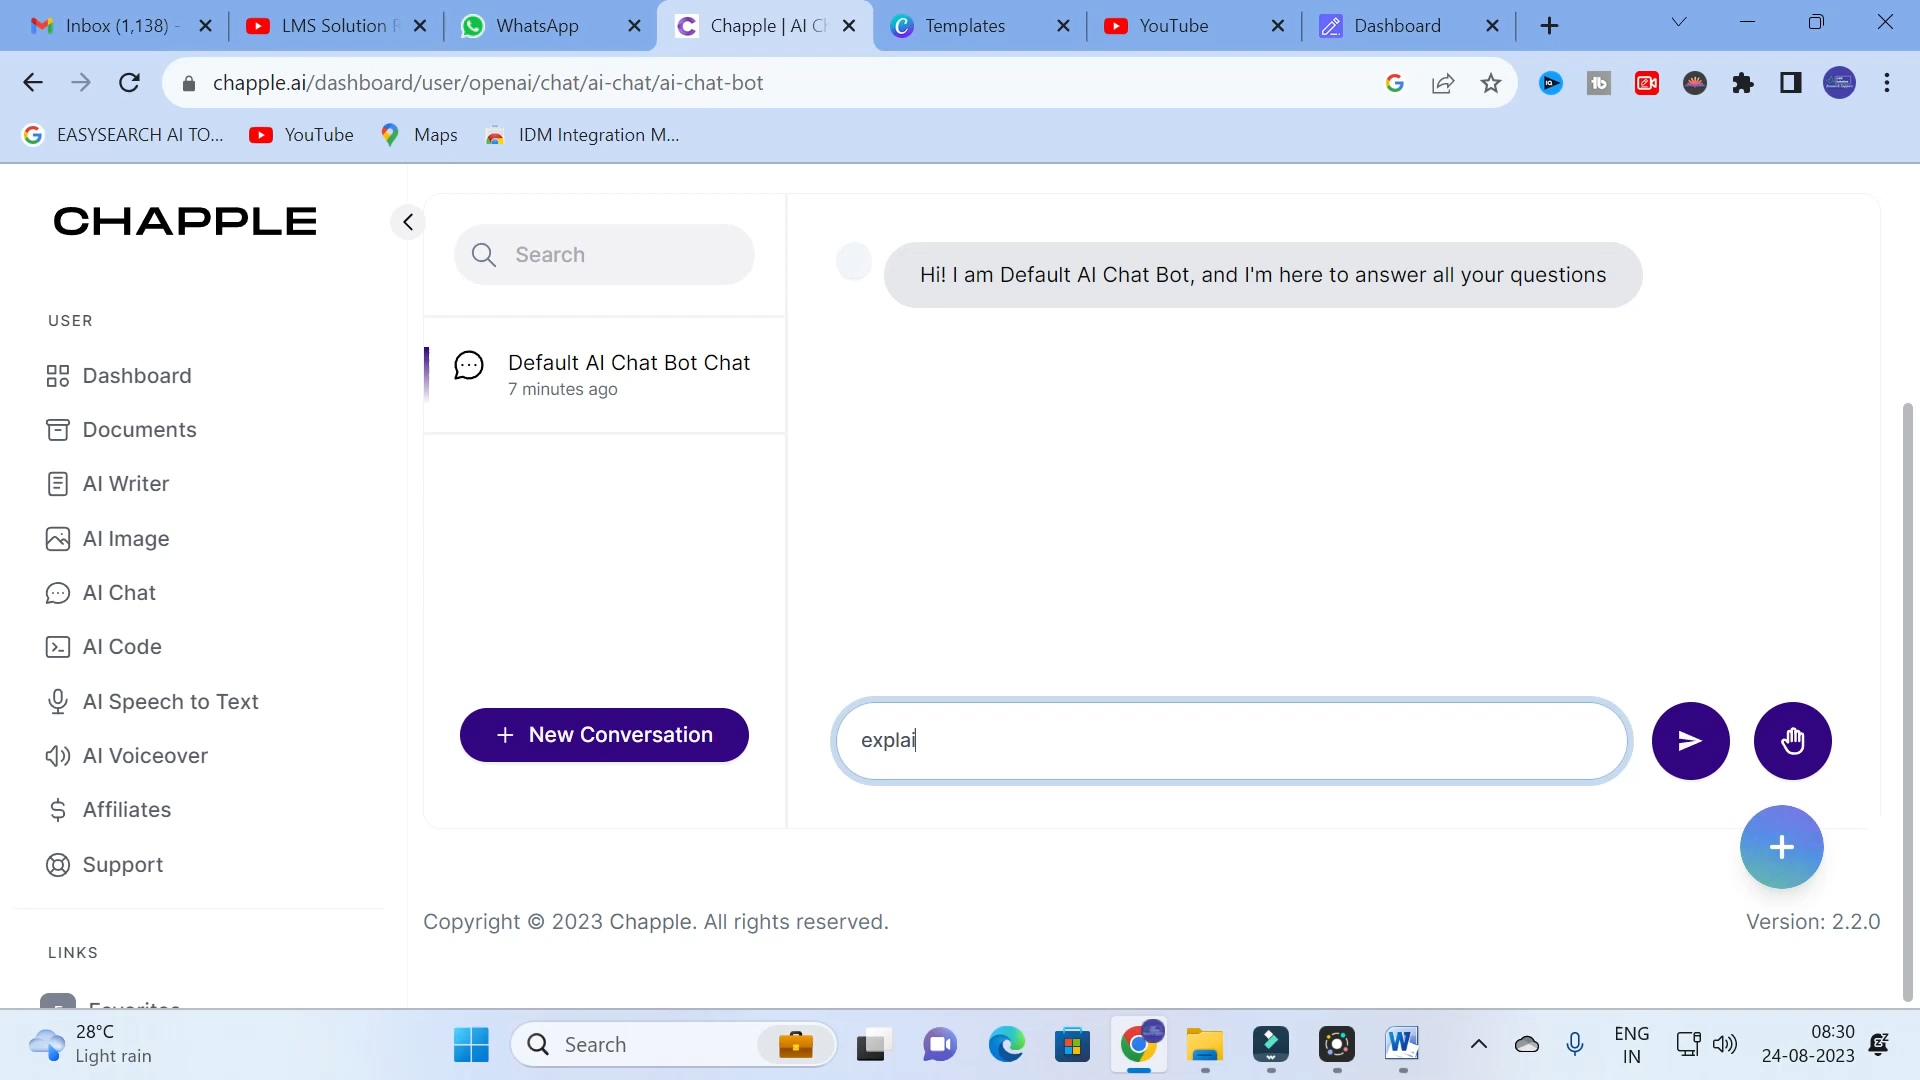 Inbox (1,138) -
LMS Solution R
WhatsApp
Chapple | AI Ch
Templates
YouTube
Dashboard
chapple.ai/dashboard/user/openai/chat/ai-chat/ai-chat-bot
EASYSEARCH AI TO...
YouTube
Maps
IDM Integration M...
CHAPPLE
USER
Dashboard
Documents
AI Writer
AI Image
AI Chat
AI Code
AI Speech to Text
AI Voiceover
Affiliates
Support
LINKS
Favorites
Search
Default AI Chat Bot Chat
7 minutes ago
+ New Conversation
Hi! I am Default AI Chat Bot, and I'm here to answer all your questions
explai
Copyright © 2023 Chapple. All rights reserved.
Version: 2.2.0
28°C
Light rain
Search
ENG
IN
08:30
24-08-2023